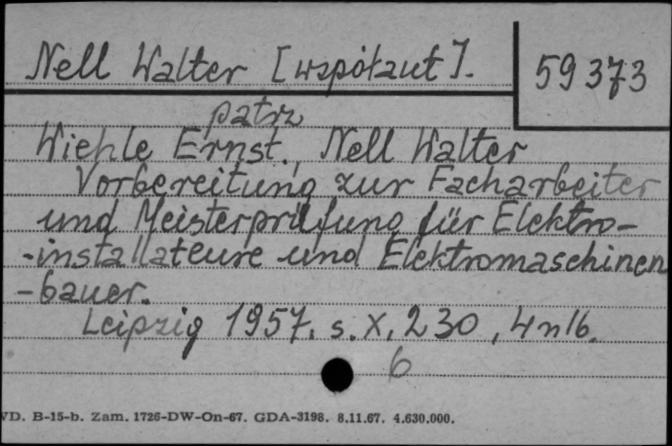 Nell Walter [współaut].
59373
patrz
Wiehle Ernst., Nell Walter
Vorbereitung zur Facharbeiter
und Meisterprüfung für Elektro-
-installateure und Elektromaschinen
-bauer.
Leipzig 1957. s. X, 230, 4nlb.
6
VD. B-15-b. Zam. 1726-DW-On-67. GDA-3198. 8.11.67. 4.630.000.